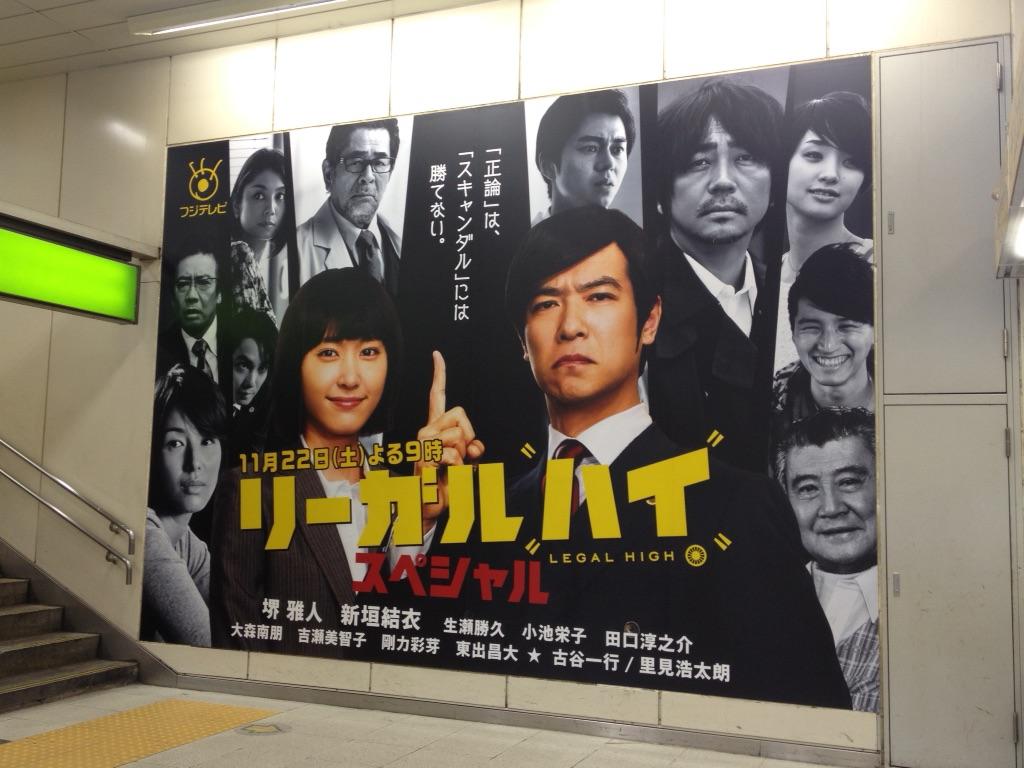 フジテレビ
「正論」は、
「スキャンダル」には
勝てない。
11月22日(土)よる9時
リーガル"ハイ"
LEGAL HIGH
スペシャル
堺 雅人 新垣結衣 生瀬勝久 小池栄子 田口淳之介
大森南朋 吉瀬美智子 剛力彩芽 東出昌大 ★ 古谷一行 / 里見浩太朗